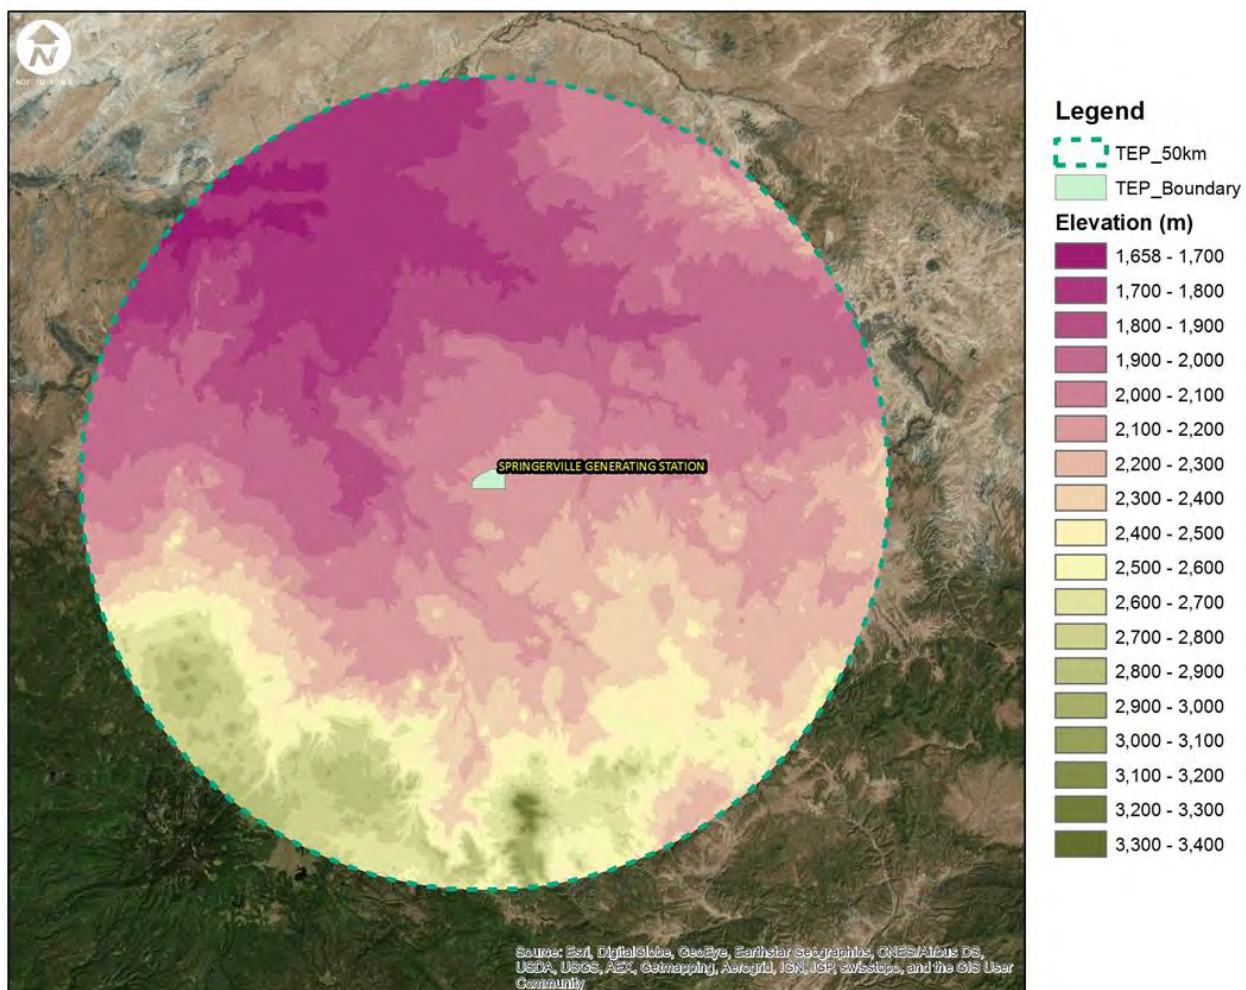 N
NOT TO SCALE
SPRINGERVILLE GENERATING STATION
Source: Esri, DigitalGlobe, GeoEye, Earthstar Geographics, CNES/Airbus DS,
USDA, USGS, AEX, Getmapping, Aerogrid, IGN, IGP, swisstopo, and the GIS User
Community
Legend
TEP_50km
TEP_Boundary
Elevation (m)
1,658 - 1,700
1,700 - 1,800
1,800 - 1,900
1,900 - 2,000
2,000 - 2,100
2,100 - 2,200
2,200 - 2,300
2,300 - 2,400
2,400 - 2,500
2,500 - 2,600
2,600 - 2,700
2,700 - 2,800
2,800 - 2,900
2,900 - 3,000
3,000 - 3,100
3,100 - 3,200
3,200 - 3,300
3,300 - 3,400